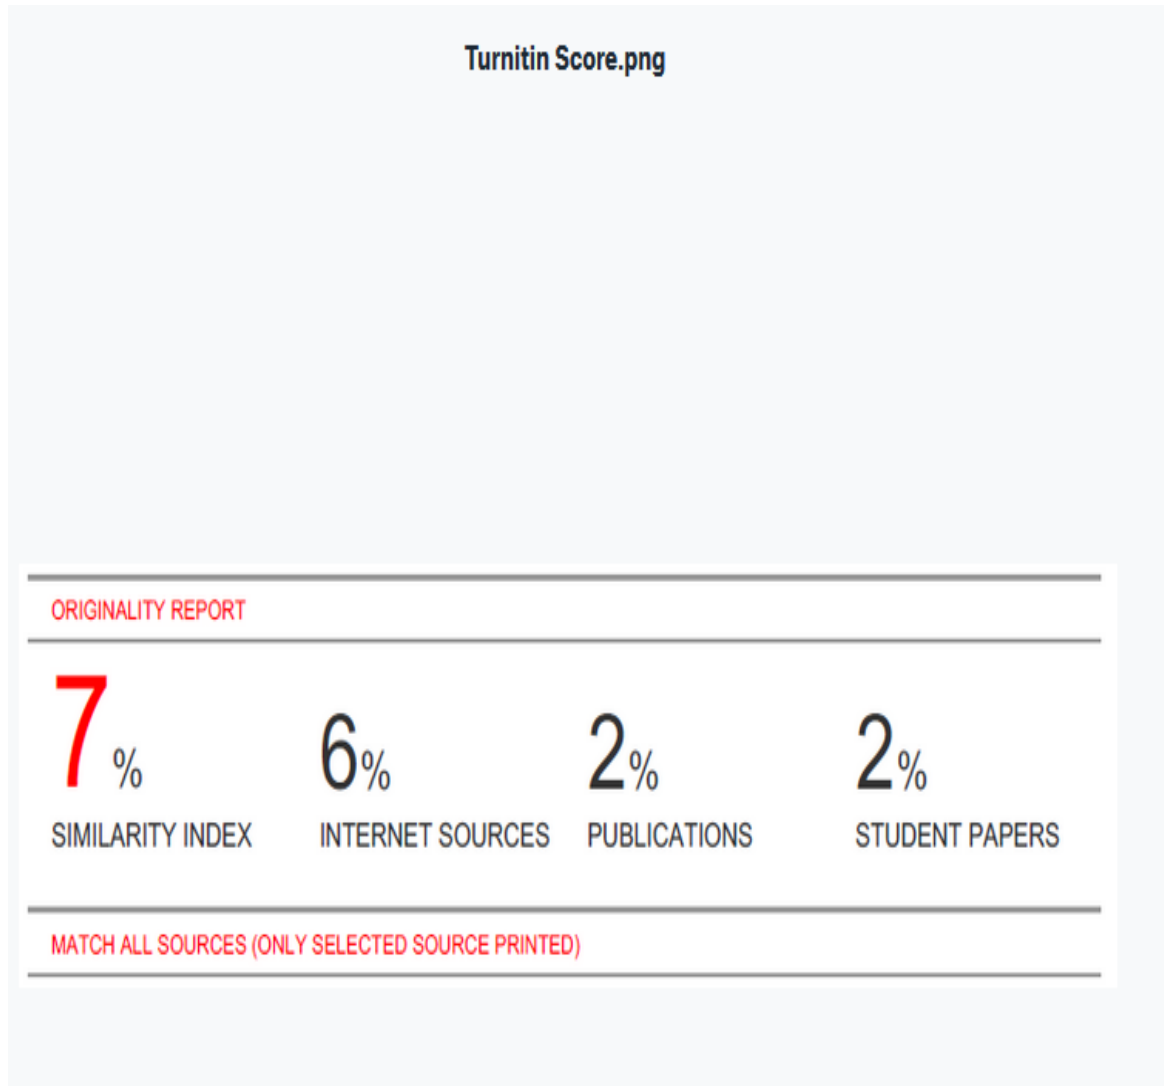 Turnitin Score.png
ORIGINALITY REPORT
7% 6% 2% 2%
SIMILARITY INDEX INTERNET SOURCES PUBLICATIONS STUDENT PAPERS
MATCH ALL SOURCES (ONLY SELECTED SOURCE PRINTED)